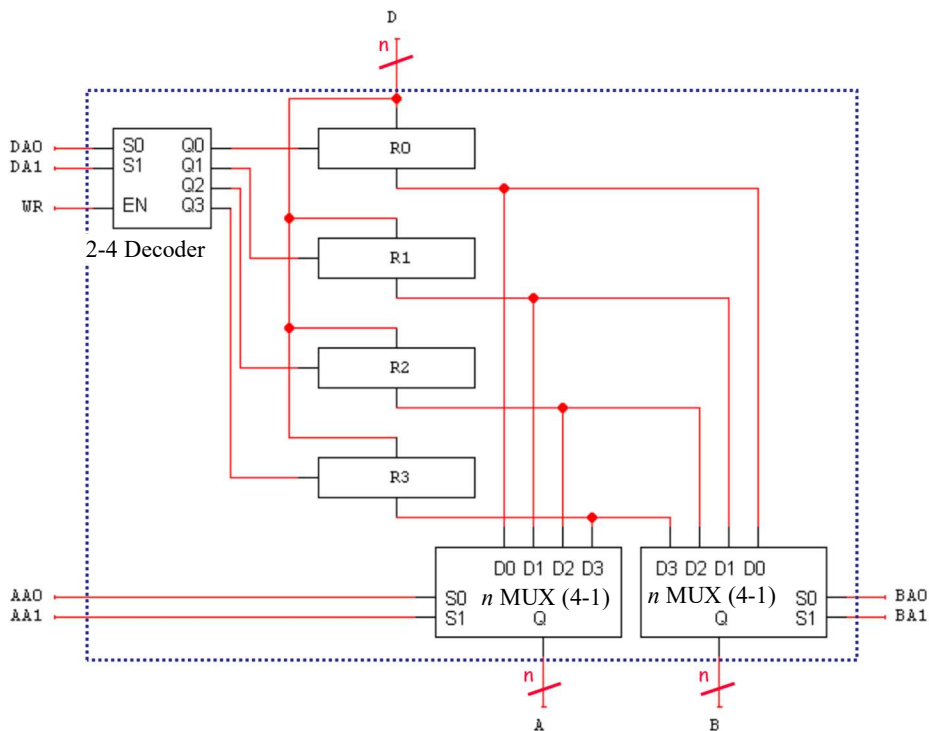 D
n
DA0
DA1
WR
S0 Q0
S1 Q1
Q2
EN Q3
2-4 Decoder
R0
R1
R2
R3
D0 D1 D2 D3
n MUX (4-1)
S0
S1
Q
D3 D2 D1 D0
n MUX (4-1)
S0
S1
Q
AA0
AA1
BA0
BA1
n
n
A
B